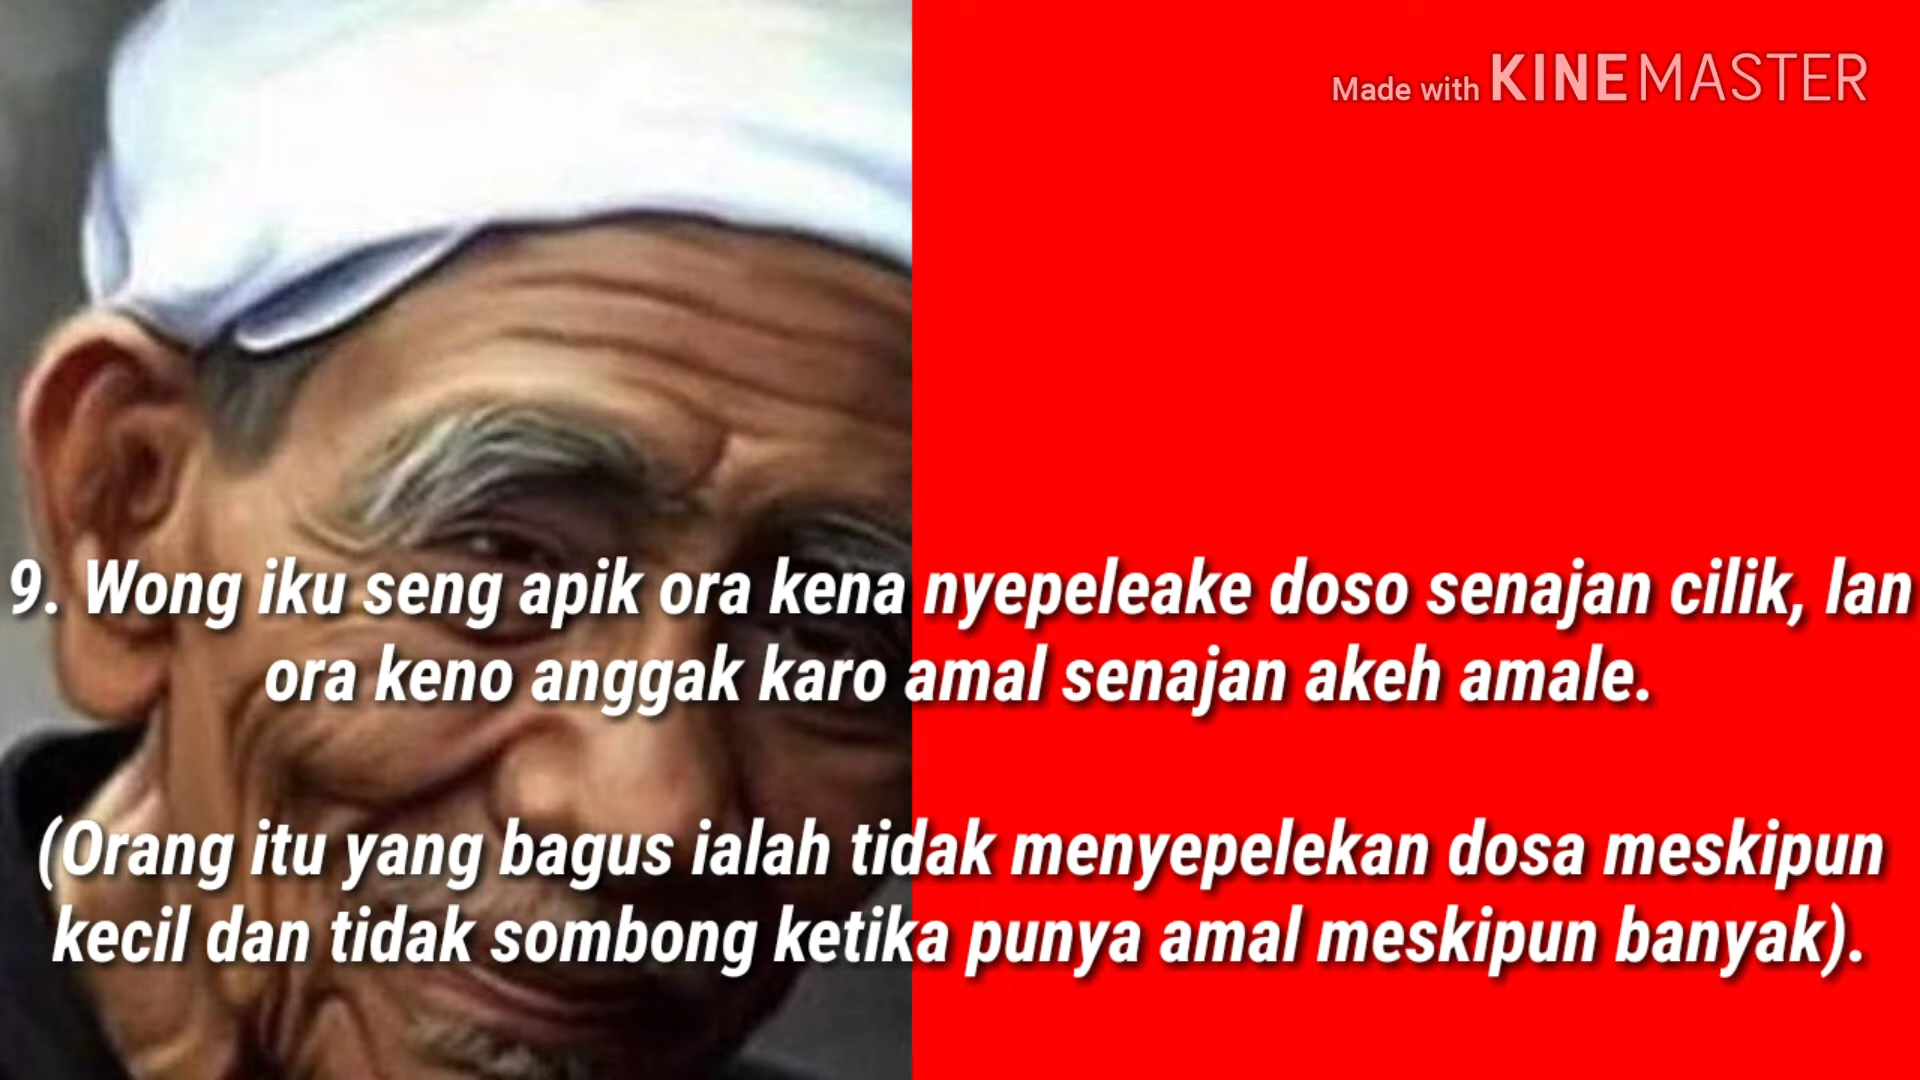 Made with KINEMASTER
9. Wong iku seng apik ora kena nyepeleake doso senajan cilik, lan
ora keno anggak karo amal senajan akeh amale.
(Orang itu yang bagus ialah tidak menyepelekan dosa meskipun
kecil dan tidak sombong ketika punya amal meskipun banyak).